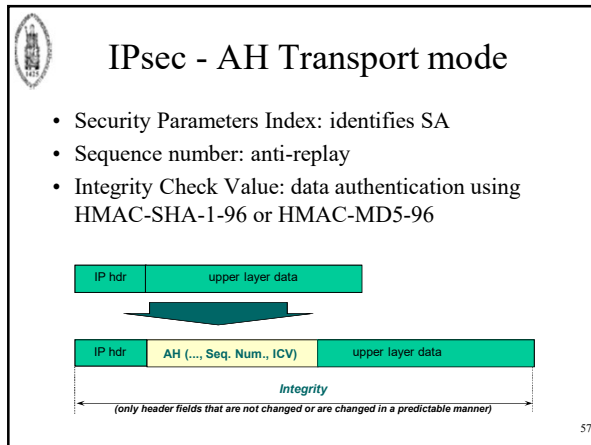 IPsec - AH Transport mode
• Security Parameters Index: identifies SA
• Sequence number: anti-replay
• Integrity Check Value: data authentication using
HMAC-SHA-1-96 or HMAC-MD5-96
IP hdr upper layer data
IP hdr AH (..., Seq. Num., ICV) upper layer data
Integrity
(only header fields that are not changed or are changed in a predictable manner)
57